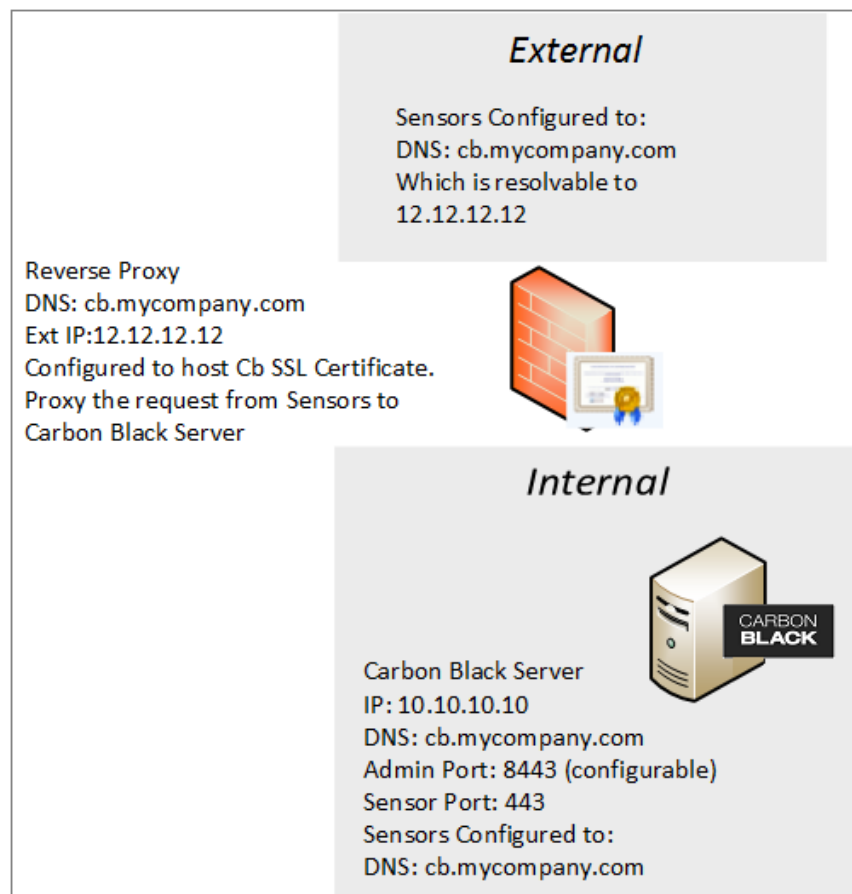 External
Sensors Configured to:
DNS: cb.mycompany.com
Which is resolvable to
12.12.12.12
Reverse Proxy
DNS: cb.mycompany.com
Ext IP:12.12.12.12
Configured to host Cb SSL Certificate.
Proxy the request from Sensors to
Carbon Black Server
Internal
CARBON
BLACK
Carbon Black Server
IP: 10.10.10.10
DNS: cb.mycompany.com
Admin Port: 8443 (configurable)
Sensor Port: 443
Sensors Configured to:
DNS: cb.mycompany.com